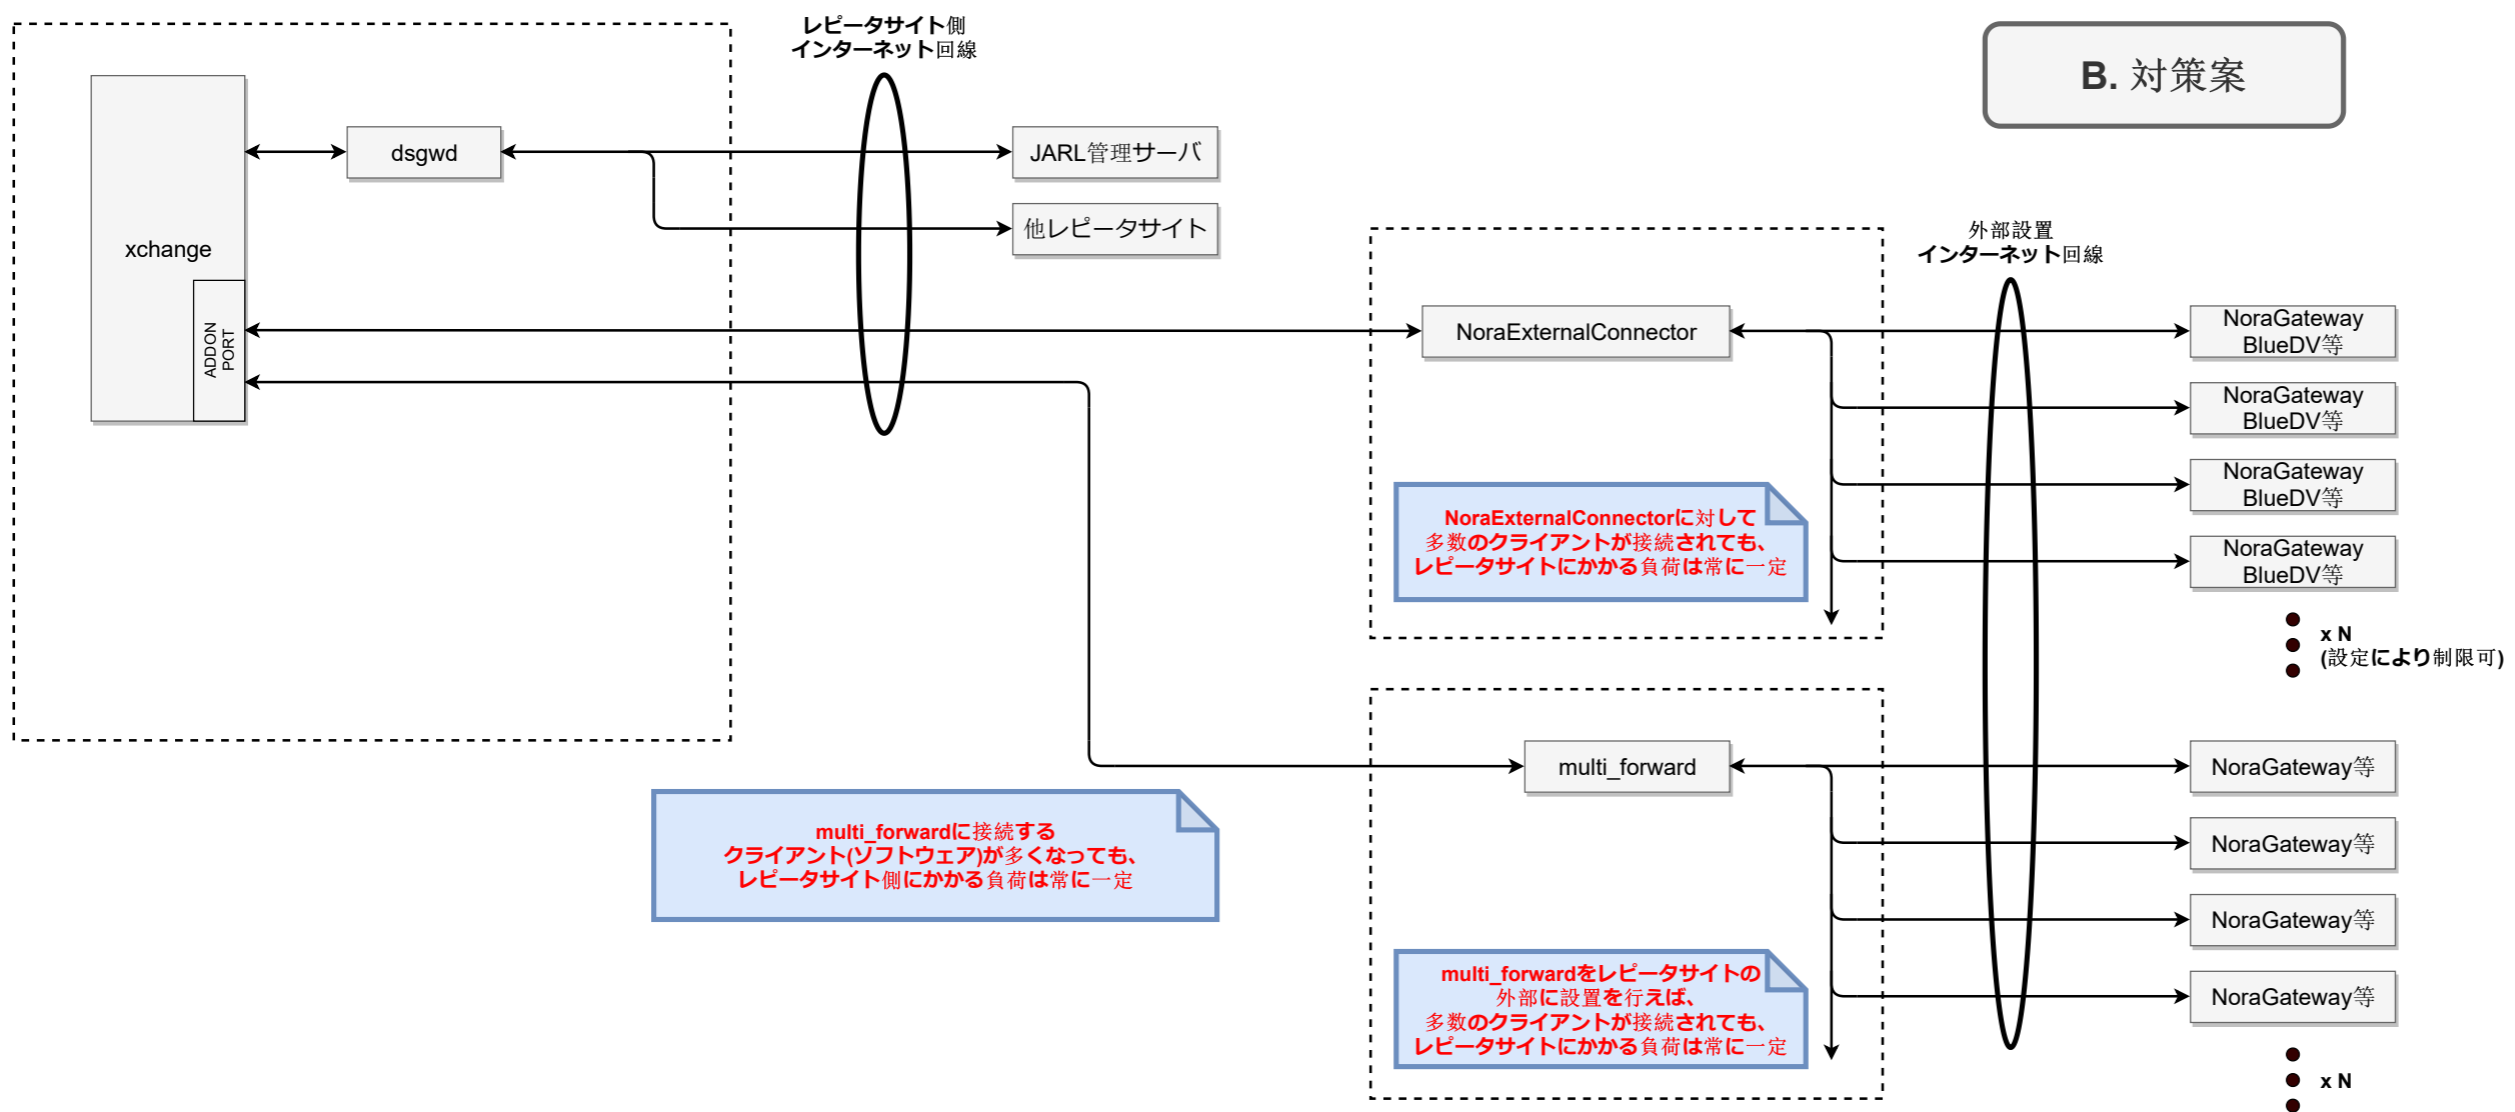 レピータサイト側
インターネット回線
B. 対策案
xchange
ADDON
PORT
dsgwd
JARL管理サーバ
他レピータサイト
外部設置
インターネット回線
NoraExternalConnector
NoraGateway
BlueDV等
NoraGateway
BlueDV等
NoraGateway
BlueDV等
NoraGateway
BlueDV等
NoraExternalConnectorに対して
多数のクライアントが接続されても、
レピータサイトにかかる負荷は常に一定
x N
(設定により制限可)
multi_forward
NoraGateway等
NoraGateway等
NoraGateway等
NoraGateway等
multi_forwardに接続する
クライアント(ソフトウェア)が多くなっても、
レピータサイト側にかかる負荷は常に一定
multi_forwardをレピータサイトの
外部に設置を行えば、
多数のクライアントが接続されても、
レピータサイトにかかる負荷は常に一定
x N